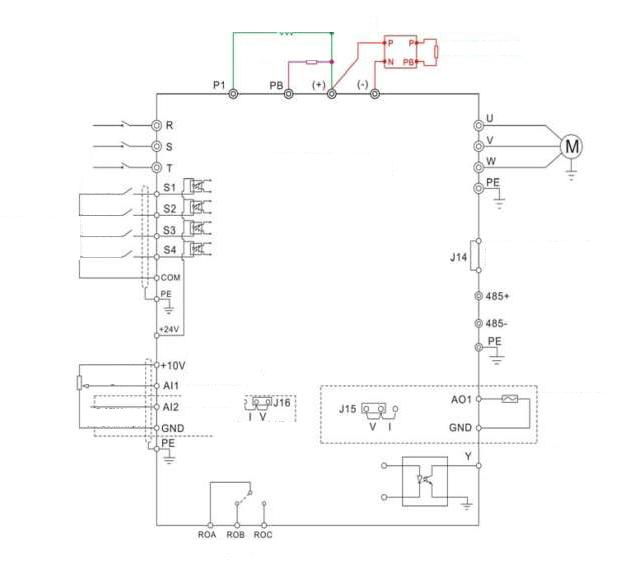 P P
N PB
P1 PB (+) (-)
R
S
T
S1
S2
S3
S4
COM
PE
+24V
+10V
AI1
AI2
GND
PE
J16
I V
U
V
W
M
PE
J14
485+
485-
PE
J15
V I
AO1
GND
Y
ROA ROB ROC